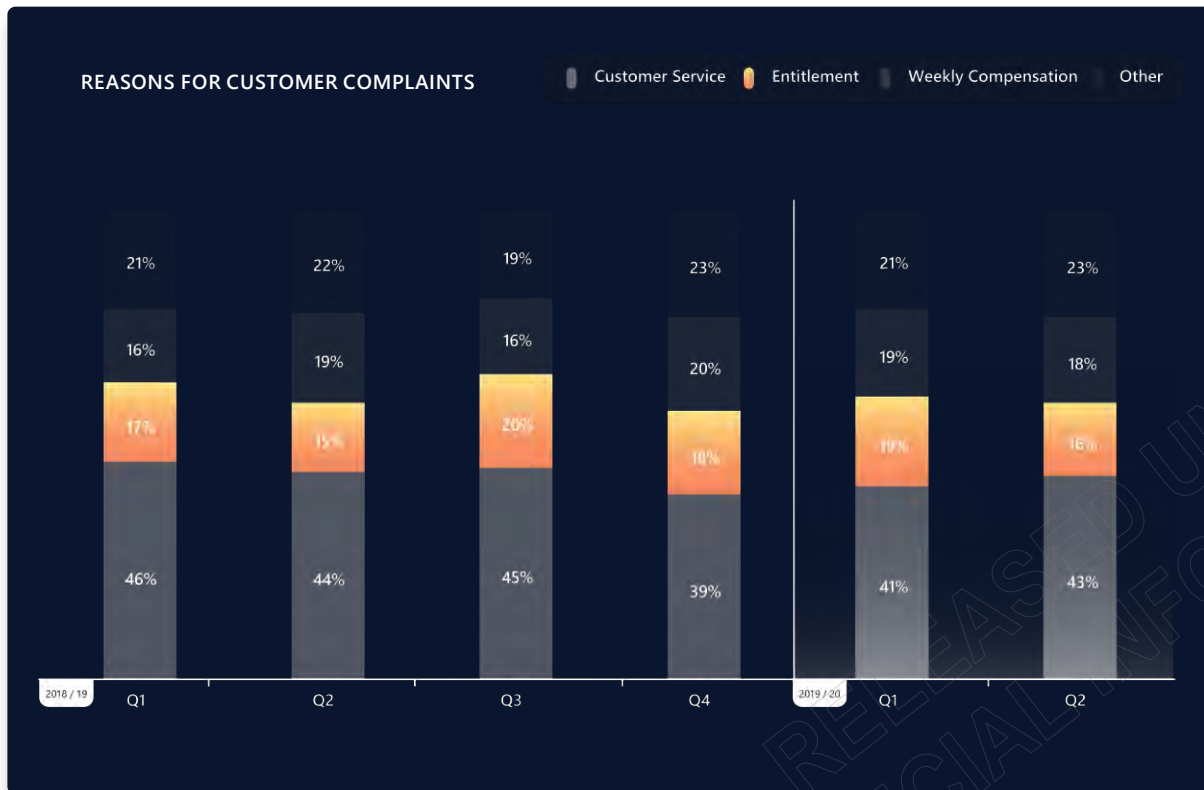 REASONS FOR CUSTOMER COMPLAINTS
Customer Service Entitlement Weekly Compensation Other
21% 22% 19% 23% 21% 23%
16% 19% 16% 20% 19% 18%
17% 15% 20% 18% 19% 16%
46% 44% 45% 39% 41% 43%
2018 / 19 Q1 Q2 Q3 Q4 2019 / 20 Q1 Q2
RELEASED